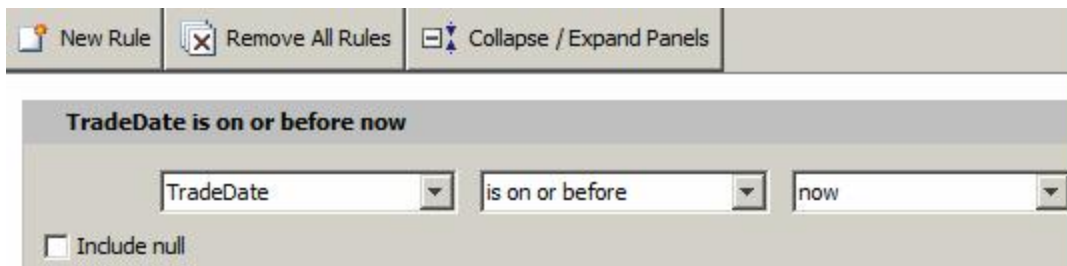 New Rule Remove All Rules Collapse / Expand Panels
TradeDate is on or before now
TradeDate is on or before now
Include null